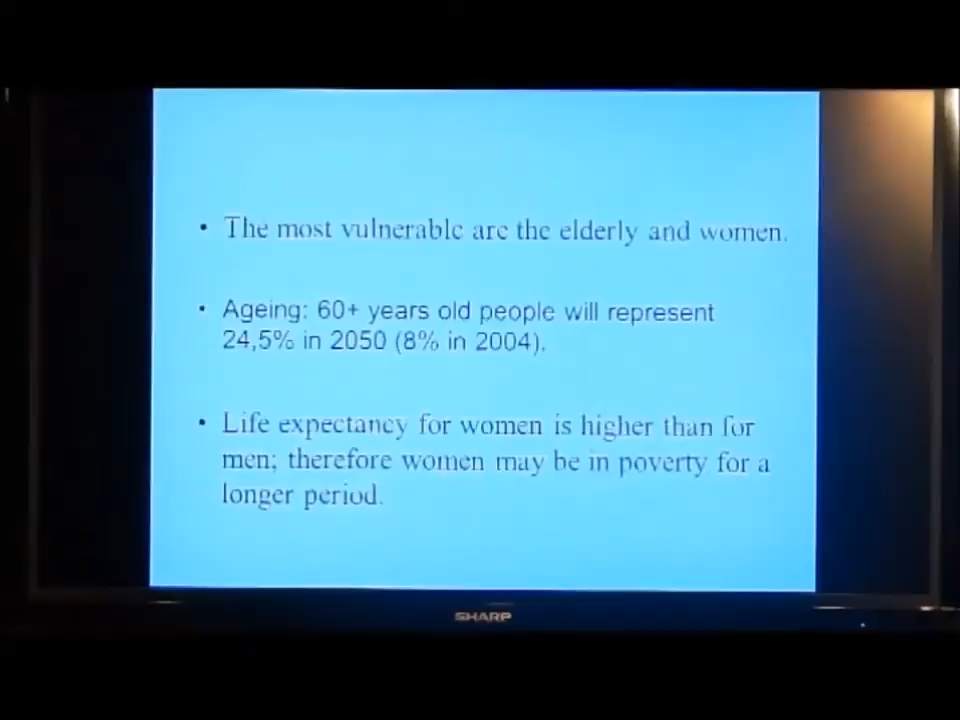 • The most vulnerable are the elderly and women.
• Ageing: 60+ years old people will represent
24,5% in 2050 (8% in 2004).
• Life expectancy for women is higher than for
men; therefore women may be in poverty for a
longer period.
SHARP